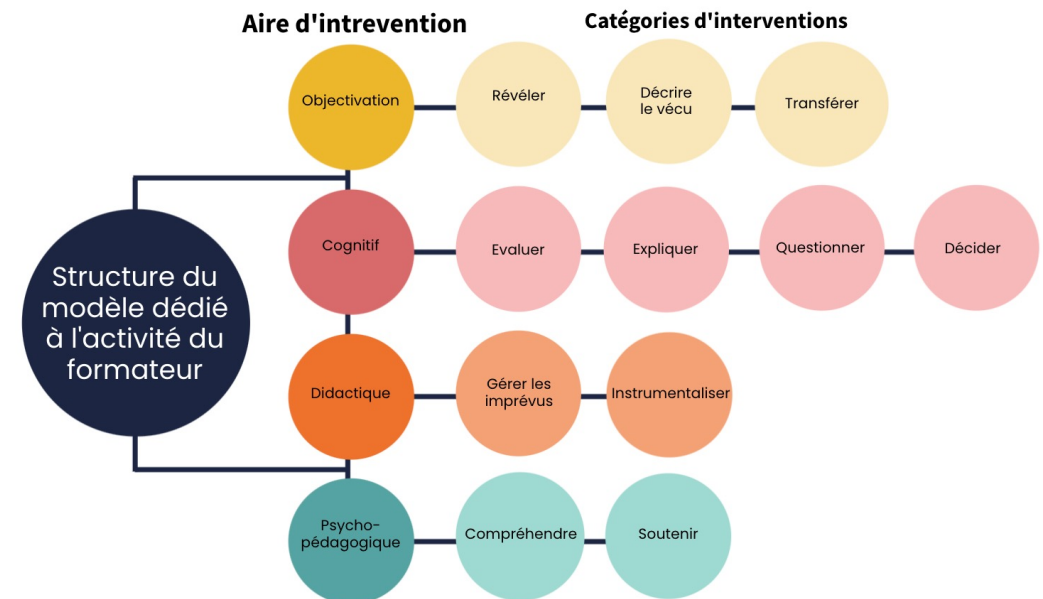 Aire d'intrevention
Catégories d'interventions
Objectivation
Révéler
Décrire
le vécu
Transférer
Structure du
modèle dédié
à l'activité du
formateur
Cognitif
Evaluer
Expliquer
Questionner
Décider
Didactique
Gérer les
imprévus
Instrumentaliser
Psycho-
pédagogique
Compréhendre
Soutenir